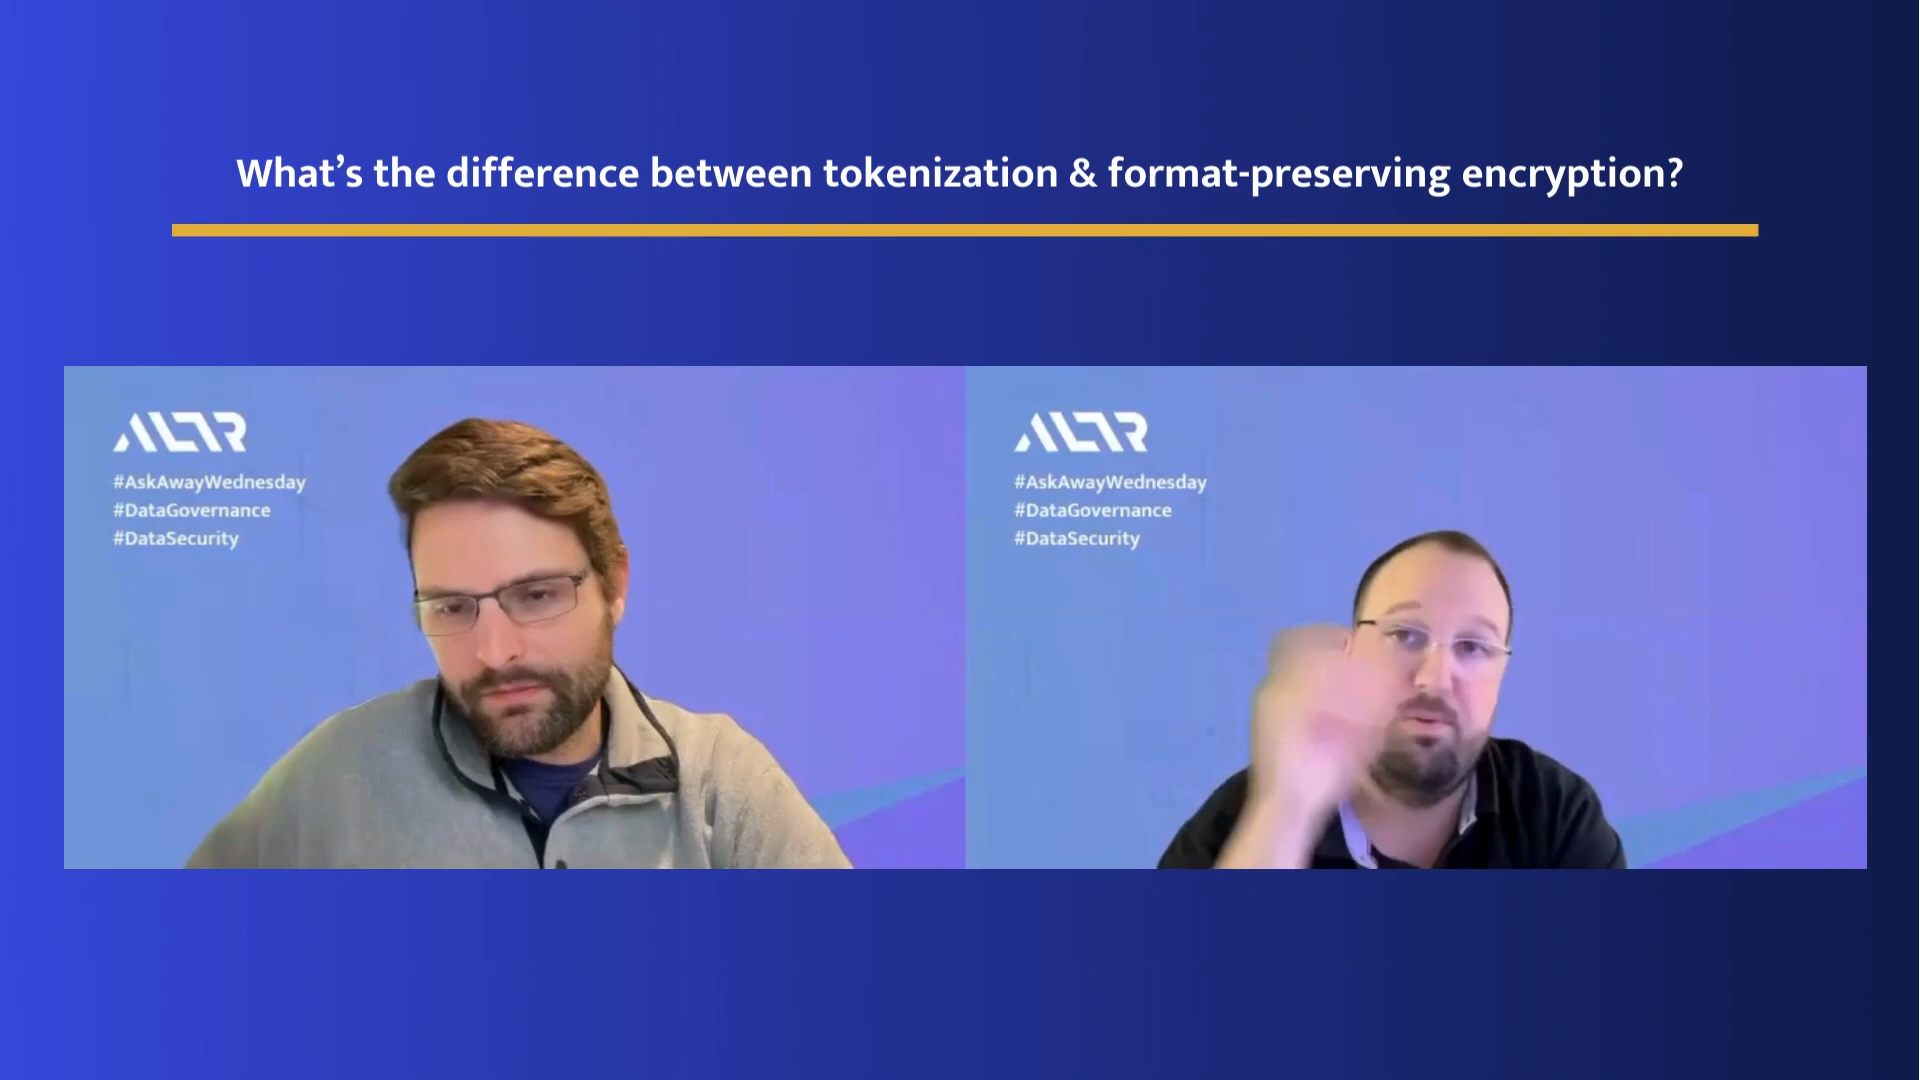 What’s the difference between tokenization & format-preserving encryption?
ALTR
#AskAwayWednesday
#DataGovernance
#DataSecurity
ALTR
#AskAwayWednesday
#DataGovernance
#DataSecurity